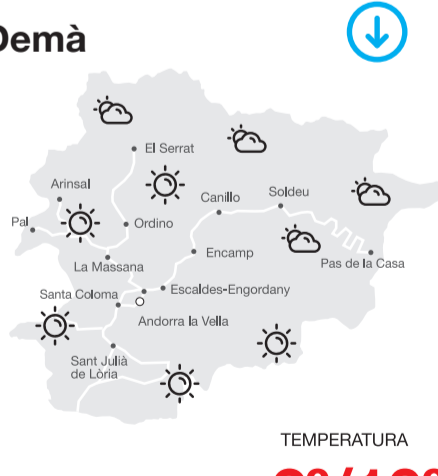 Demà
El Serrat
Arinsal
Canillo
Soldeu
Pal
Ordino
Encamp
Pas de la Casa
La Massana
Escaldes-Engordany
Santa Coloma
Andorra la Vella
Sant Julià
de Lòria
TEMPERATURA